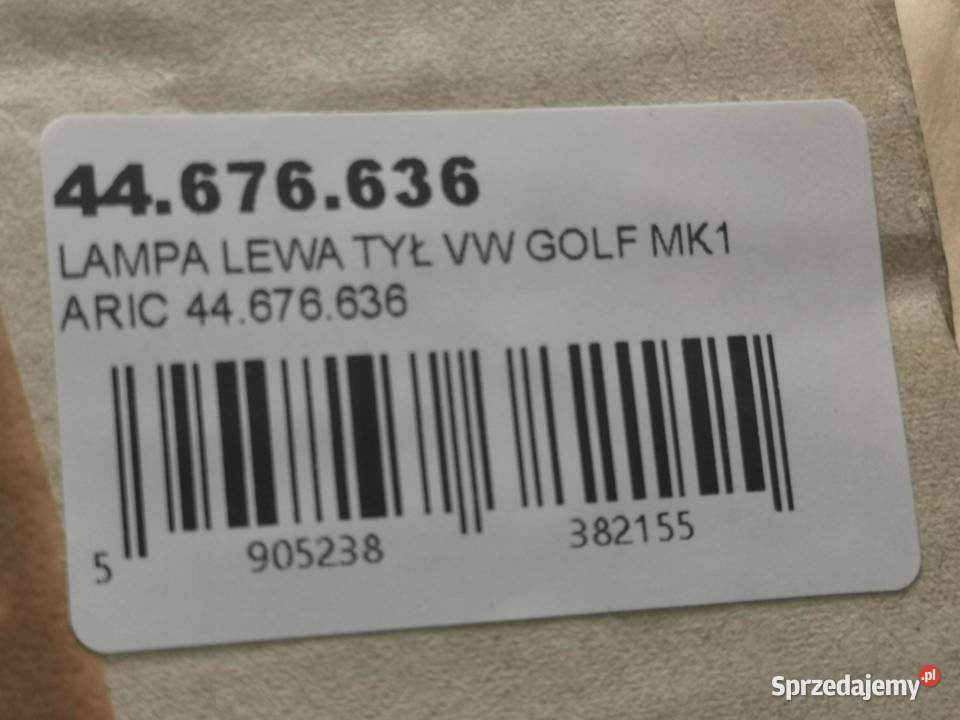 44.676.636
LAMPA LEWA TYŁ VW GOLF MK1
ARIC 44.676.636
5 905238 382155
Sprzedajemy.pl